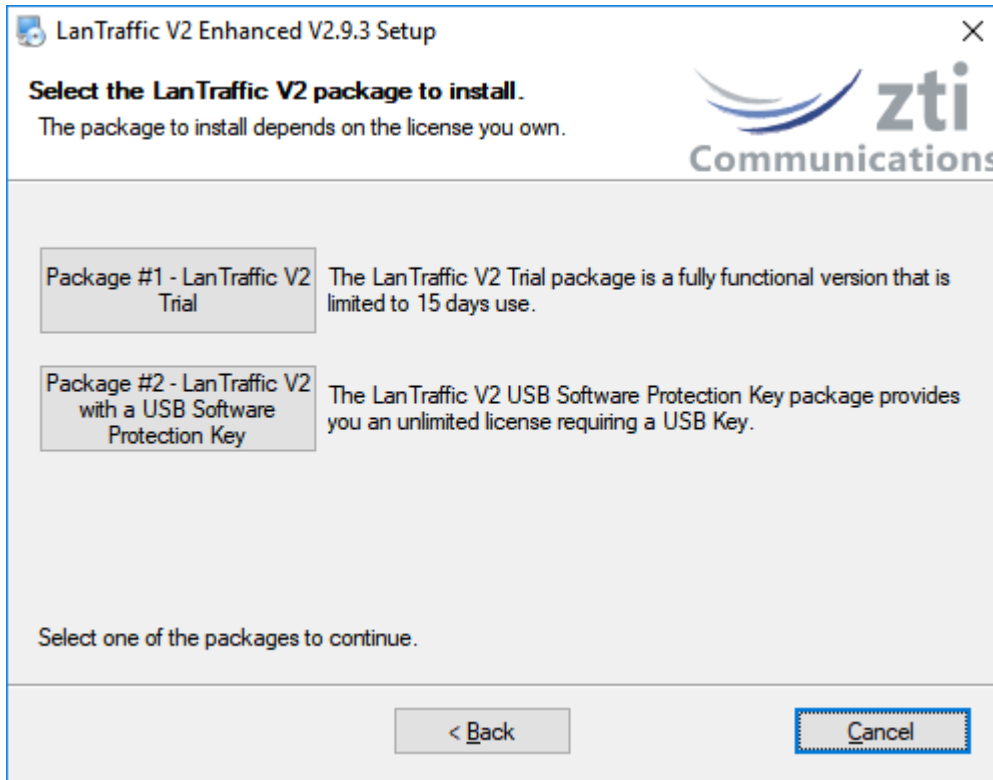 LanTraffic V2 Enhanced V2.9.3 Setup
Select the LanTraffic V2 package to install.
The package to install depends on the license you own.
zti
Communications
Package #1 - LanTraffic V2
Trial
The LanTraffic V2 Trial package is a fully functional version that is
limited to 15 days use.
Package #2 - LanTraffic V2
with a USB Software
Protection Key
The LanTraffic V2 USB Software Protection Key package provides
you an unlimited license requiring a USB Key.
Select one of the packages to continue.
< Back
Cancel